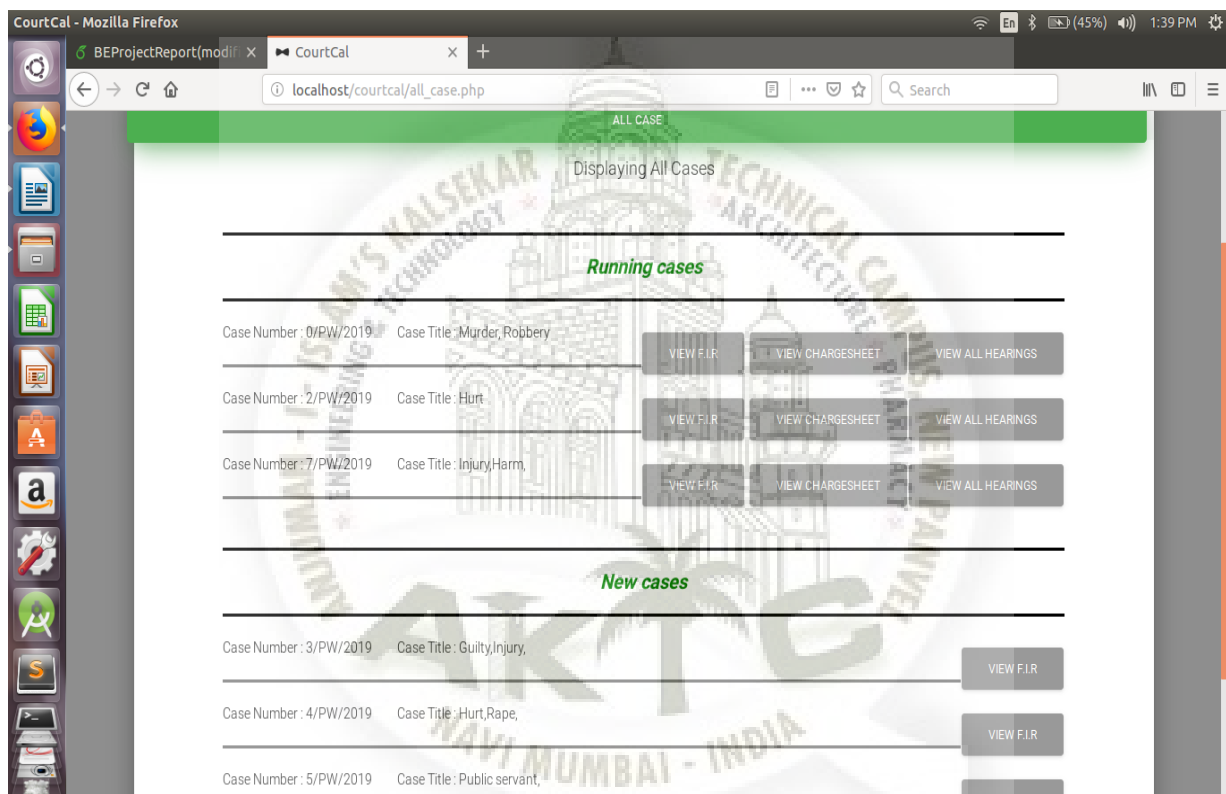 CourtCal - Mozilla Firefox En (45%) 1:39 PM
BEProjectReport(modifi CourtCal
localhost/courtcal/all_case.php Search
ALL CASE
Displaying All Cases
Running cases
Case Number : 0/PW/2019 Case Title : Murder, Robbery VIEW F.I.R VIEW CHARGESHEET VIEW ALL HEARINGS
Case Number : 2/PW/2019 Case Title : Hurt VIEW F.I.R VIEW CHARGESHEET VIEW ALL HEARINGS
Case Number : 7/PW/2019 Case Title : Injury,Harm, VIEW F.I.R VIEW CHARGESHEET VIEW ALL HEARINGS
New cases
Case Number : 3/PW/2019 Case Title : Guilty,Injury, VIEW F.I.R
Case Number : 4/PW/2019 Case Title : Hurt,Rape, VIEW F.I.R
Case Number : 5/PW/2019 Case Title : Public servant,
ANJUMAN - I - ISLAM'S KALSEKAR TECHNICAL CAMPUS NEW PANVEL
ENGINEERING & TECHNOLOGY ARCHITECTURE PHARMACY
AKTC
NAVI MUMBAI - INDIA